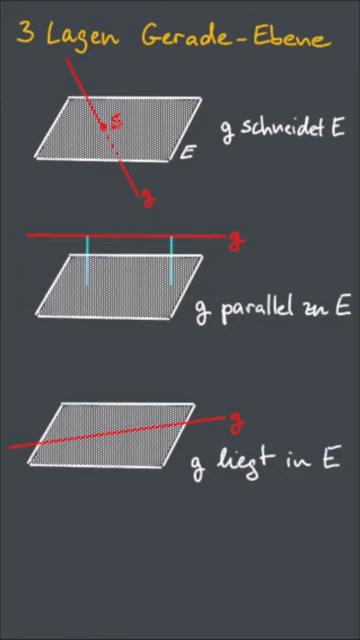 3 Lagen Gerade-Ebene
S
g schneidet E
E
g
g
g parallel zu E
g
g liegt in E